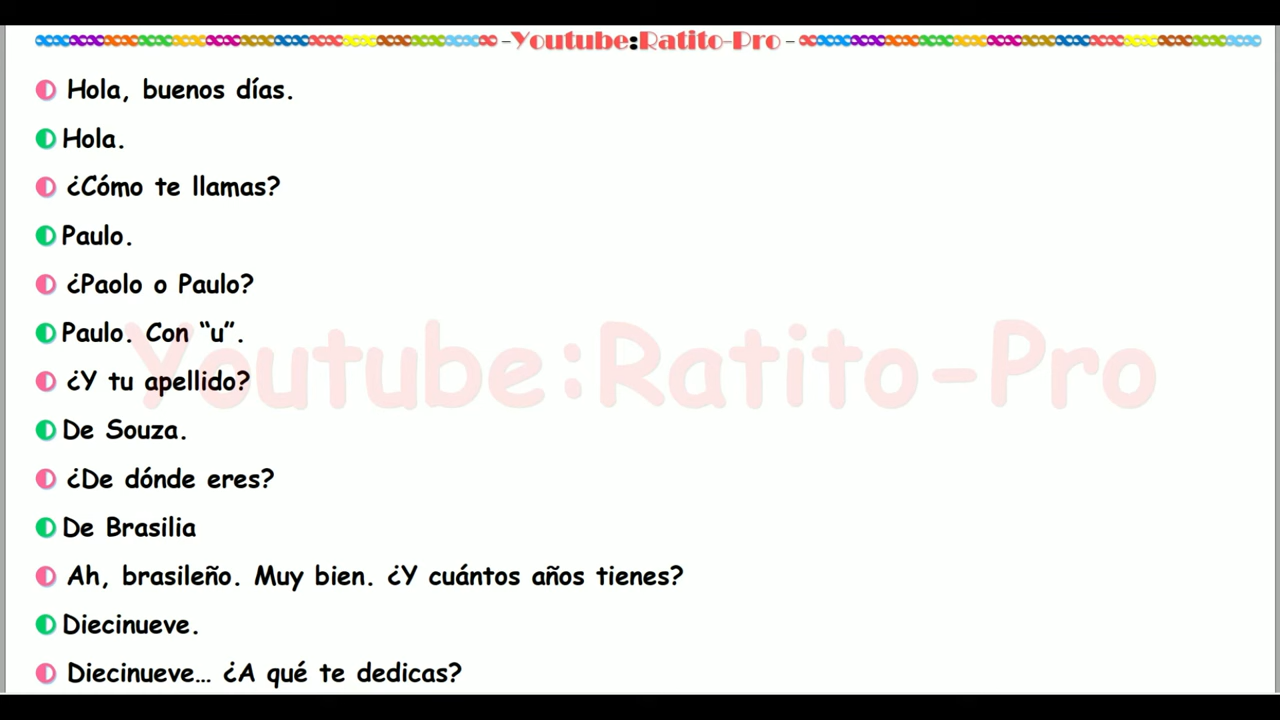 -Youtube:Ratito-Pro -
Hola, buenos días.
Hola.
¿Cómo te llamas?
Paulo.
¿Paolo o Paulo?
Paulo. Con “u”.
¿Y tu apellido?
De Souza.
¿De dónde eres?
De Brasilia
Ah, brasileño. Muy bien. ¿Y cuántos años tienes?
Diecinueve.
Diecinueve… ¿A qué te dedicas?
Youtube:Ratito-Pro